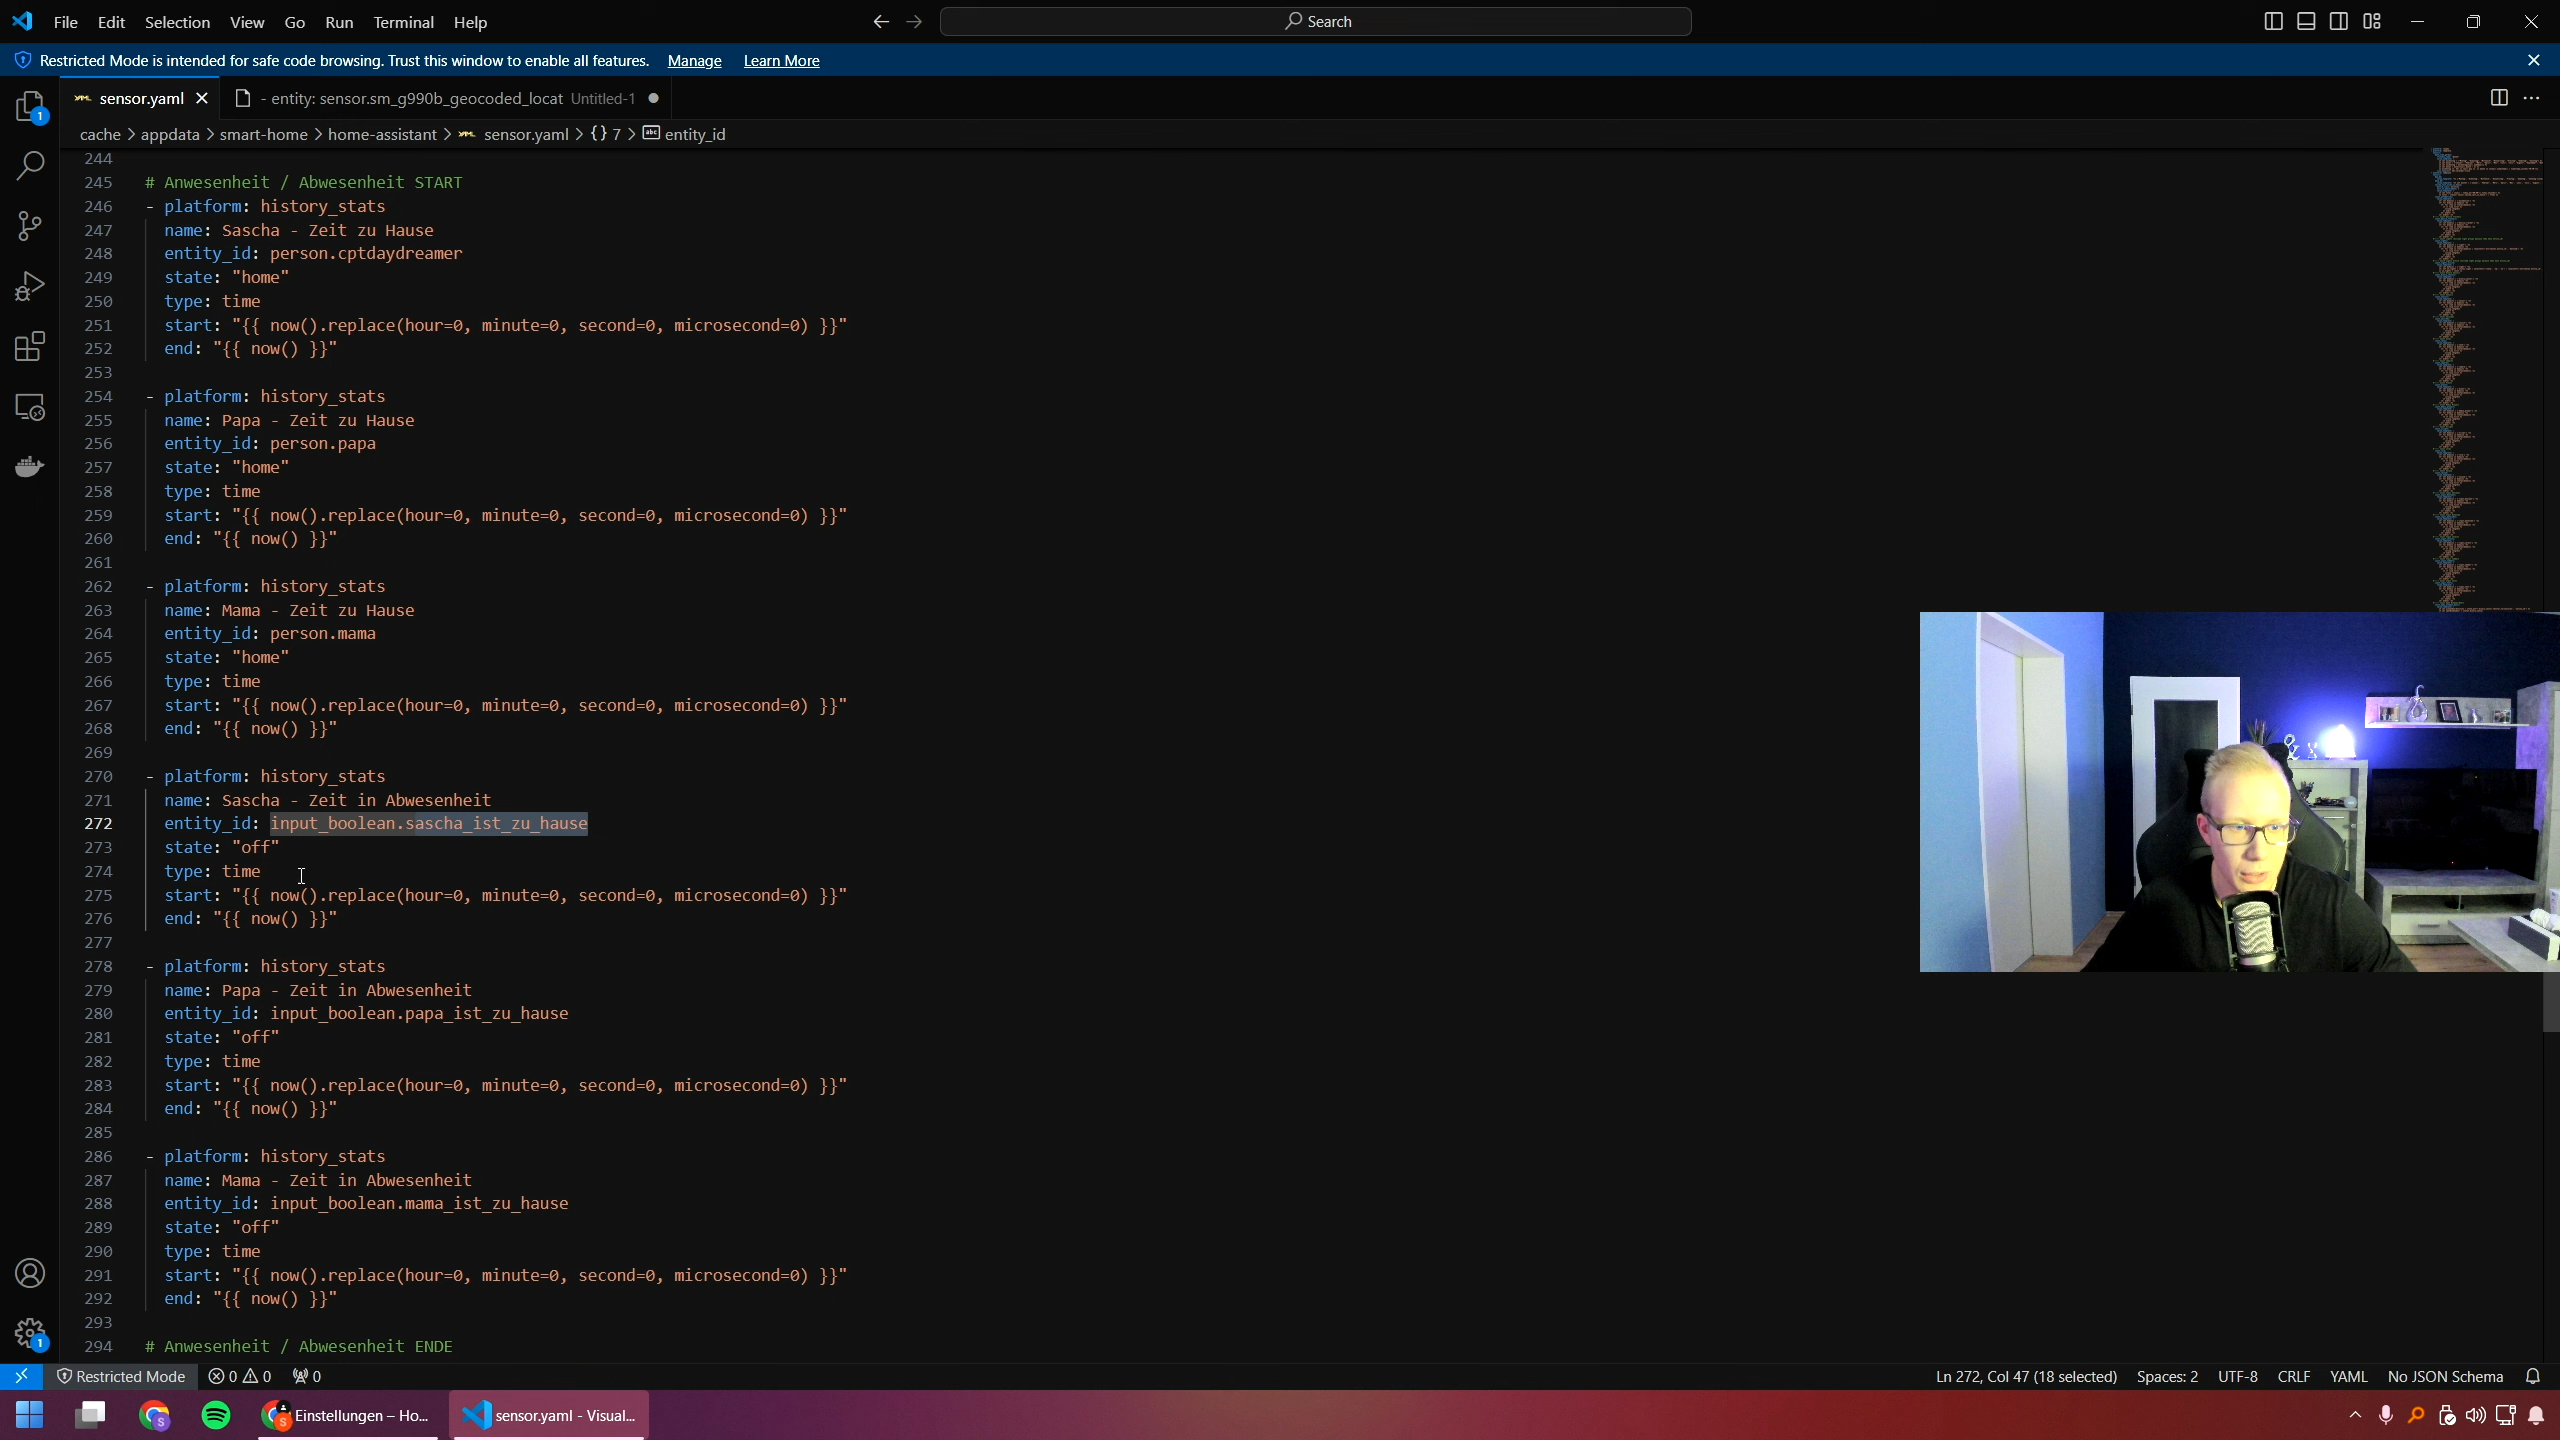 File Edit Selection View Go Run Terminal Help
Search
Restricted Mode is intended for safe code browsing. Trust this window to enable all features. Manage Learn More
sensor.yaml
- entity: sensor.sm_g990b_geocoded_locat Untitled-1
cache > appdata > smart-home > home-assistant > sensor.yaml > {} 7 > entity_id
244
245 # Anwesenheit / Abwesenheit START
246 - platform: history_stats
247 name: Sascha - Zeit zu Hause
248 entity_id: person.cptdaydreamer
249 state: "home"
250 type: time
251 start: "{{ now().replace(hour=0, minute=0, second=0, microsecond=0) }}"
252 end: "{{ now() }}"
253
254 - platform: history_stats
255 name: Papa - Zeit zu Hause
256 entity_id: person.papa
257 state: "home"
258 type: time
259 start: "{{ now().replace(hour=0, minute=0, second=0, microsecond=0) }}"
260 end: "{{ now() }}"
261
262 - platform: history_stats
263 name: Mama - Zeit zu Hause
264 entity_id: person.mama
265 state: "home"
266 type: time
267 start: "{{ now().replace(hour=0, minute=0, second=0, microsecond=0) }}"
268 end: "{{ now() }}"
269
270 - platform: history_stats
271 name: Sascha - Zeit in Abwesenheit
272 entity_id: input_boolean.sascha_ist_zu_hause
273 state: "off"
274 type: time
275 start: "{{ now().replace(hour=0, minute=0, second=0, microsecond=0) }}"
276 end: "{{ now() }}"
277
278 - platform: history_stats
279 name: Papa - Zeit in Abwesenheit
280 entity_id: input_boolean.papa_ist_zu_hause
281 state: "off"
282 type: time
283 start: "{{ now().replace(hour=0, minute=0, second=0, microsecond=0) }}"
284 end: "{{ now() }}"
285
286 - platform: history_stats
287 name: Mama - Zeit in Abwesenheit
288 entity_id: input_boolean.mama_ist_zu_hause
289 state: "off"
290 type: time
291 start: "{{ now().replace(hour=0, minute=0, second=0, microsecond=0) }}"
292 end: "{{ now() }}"
293
294 # Anwesenheit / Abwesenheit ENDE
Restricted Mode 0 0 0 Ln 272, Col 47 (18 selected) Spaces: 2 UTF-8 CRLF YAML No JSON Schema
Einstellungen – Ho... sensor.yaml - Visual...